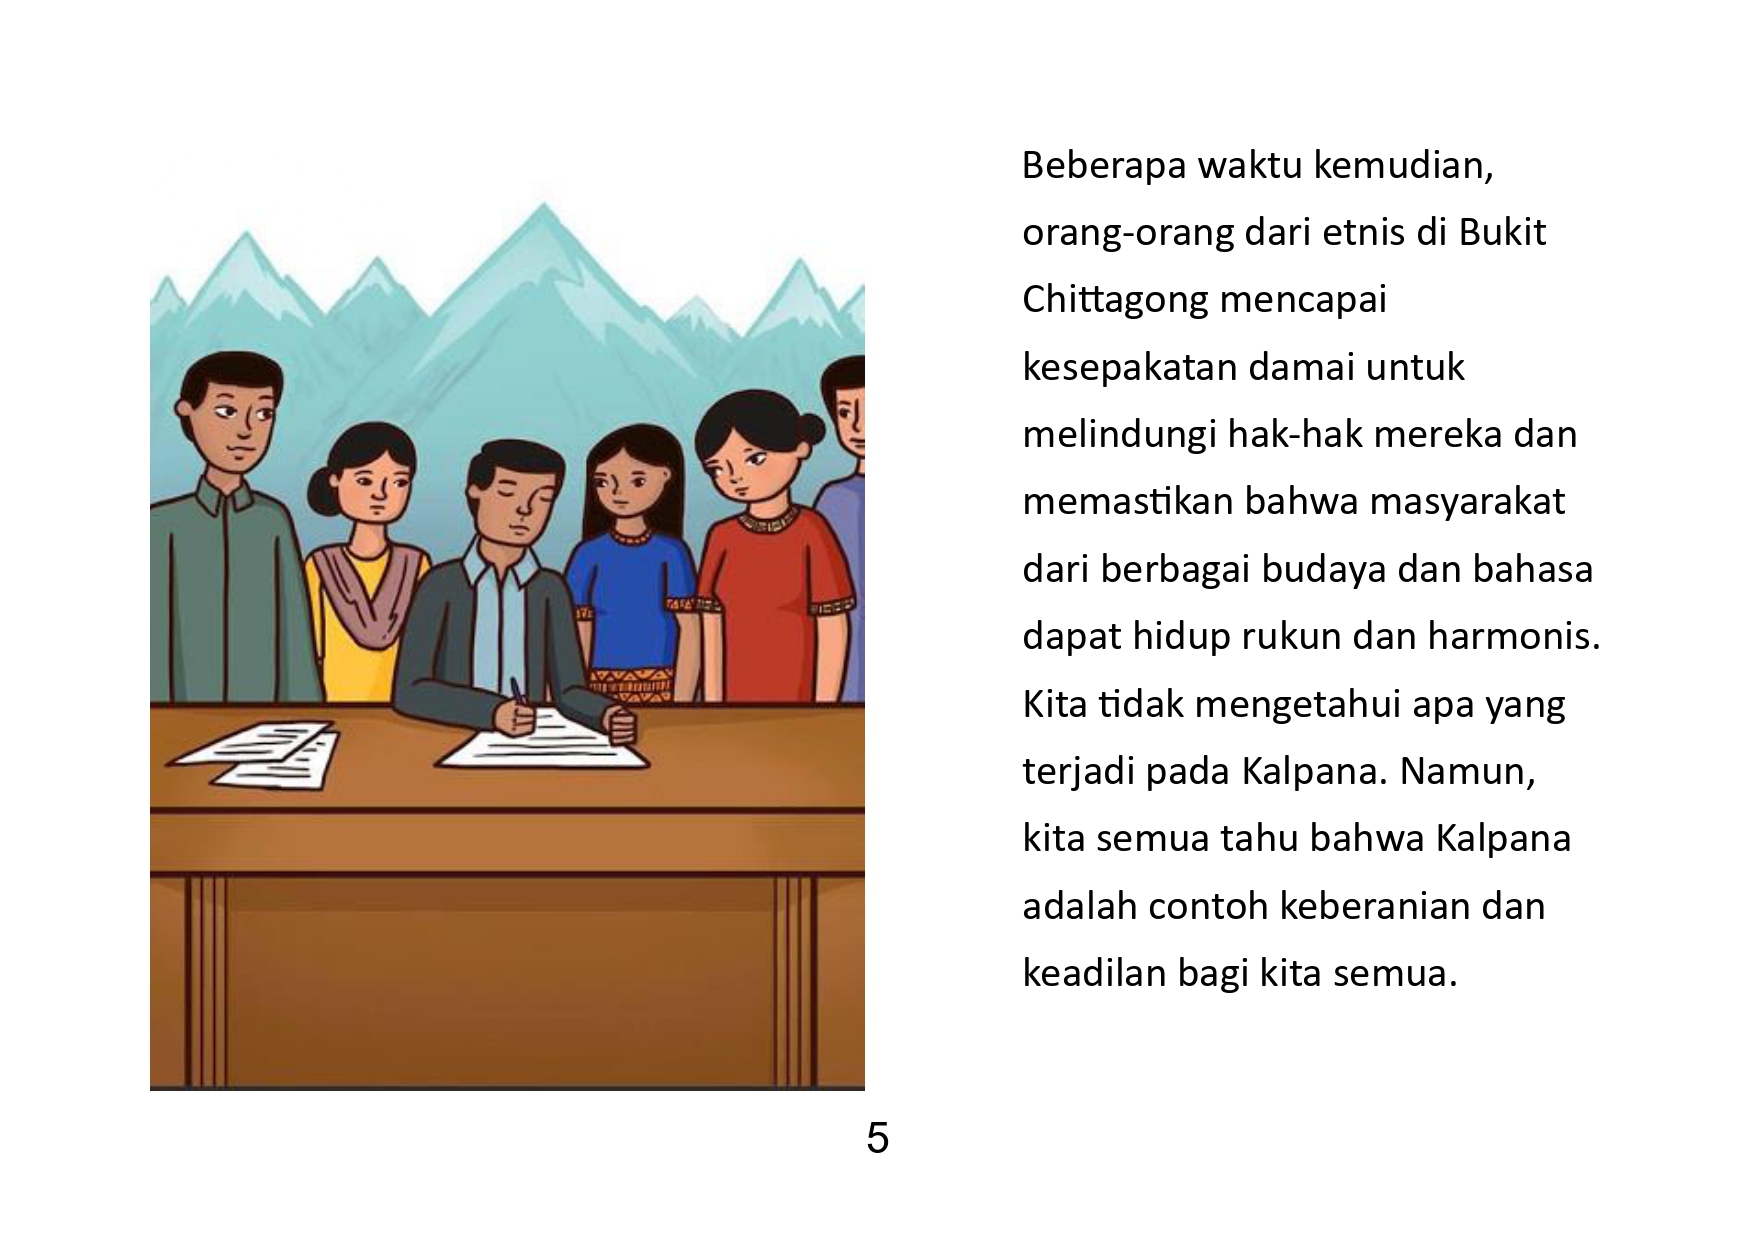 Beberapa waktu kemudian,
orang-orang dari etnis di Bukit
Chittagong mencapai
kesepakatan damai untuk
melindungi hak-hak mereka dan
memastikan bahwa masyarakat
dari berbagai budaya dan bahasa
dapat hidup rukun dan harmonis.
Kita tidak mengetahui apa yang
terjadi pada Kalpana. Namun,
kita semua tahu bahwa Kalpana
adalah contoh keberanian dan
keadilan bagi kita semua.
5